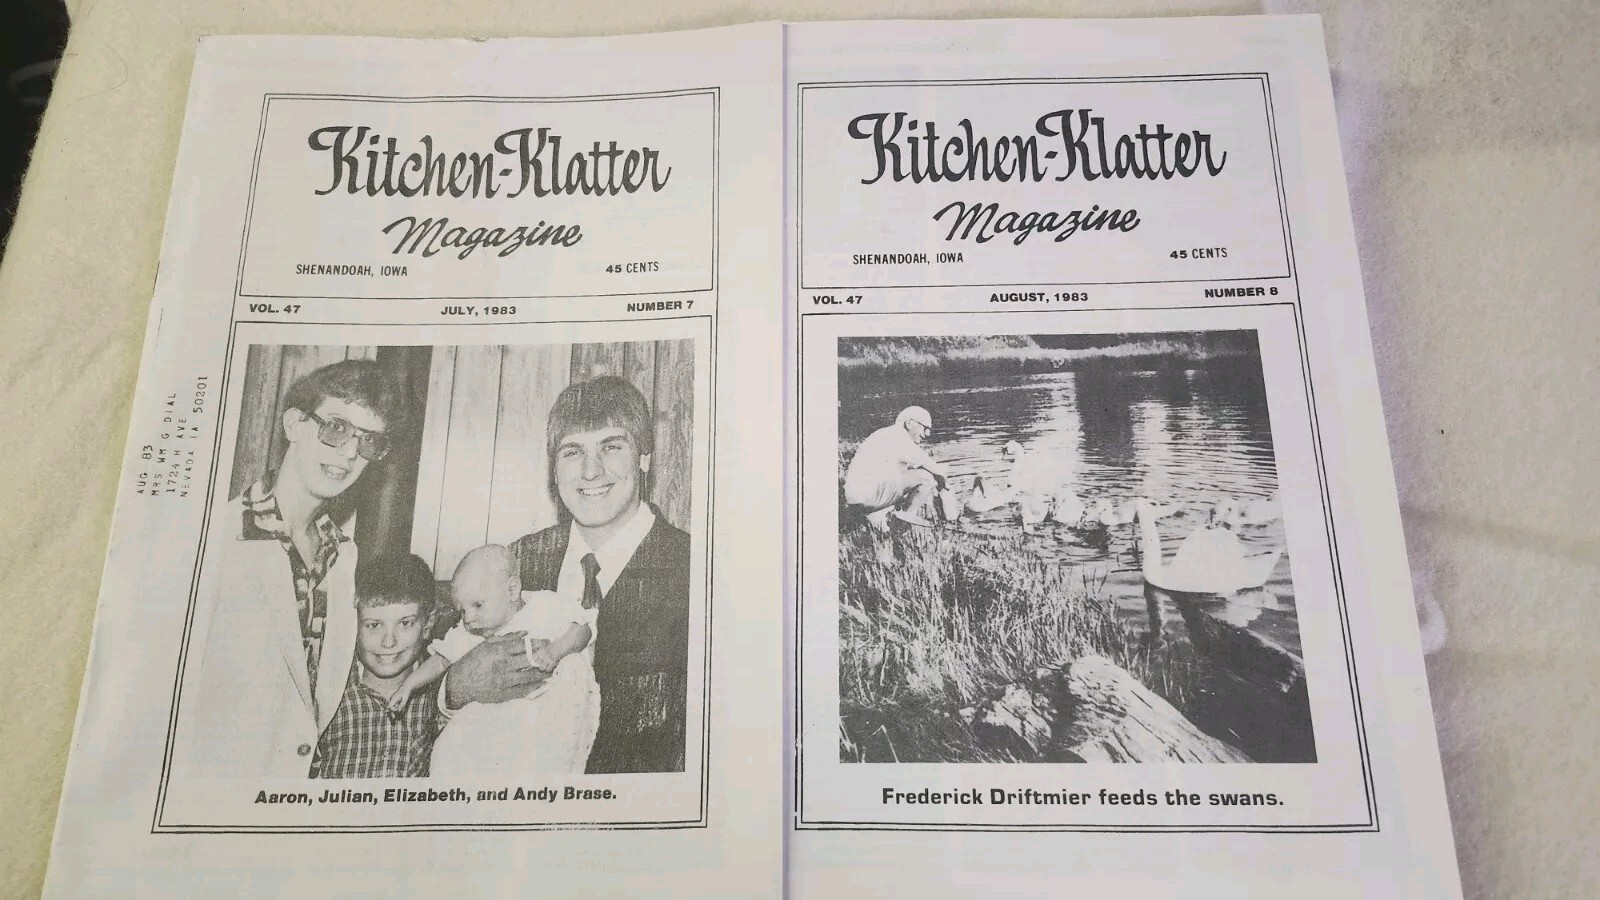 Kitchen-Klatter
Magazine
SHENANDOAH, IOWA
45 CENTS
VOL. 47
JULY, 1983
NUMBER 7
AUG 83
MRS WM G DIAL
1724 H AVE
NEVADA IA 50201
Aaron, Julian, Elizabeth, and Andy Brase.
Kitchen-Klatter
Magazine
SHENANDOAH, IOWA
45 CENTS
VOL. 47
AUGUST, 1983
NUMBER 8
Frederick Driftmier feeds the swans.